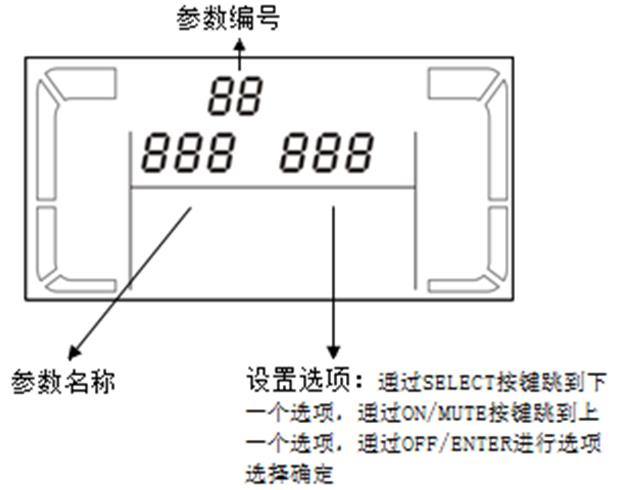 参数编号
88
888 888
参数名称
设置选项：通过SELECT按键跳到下
一个选项，通过ON/MUTE按键跳到上
一个选项，通过OFF/ENTER进行选项
选择确定